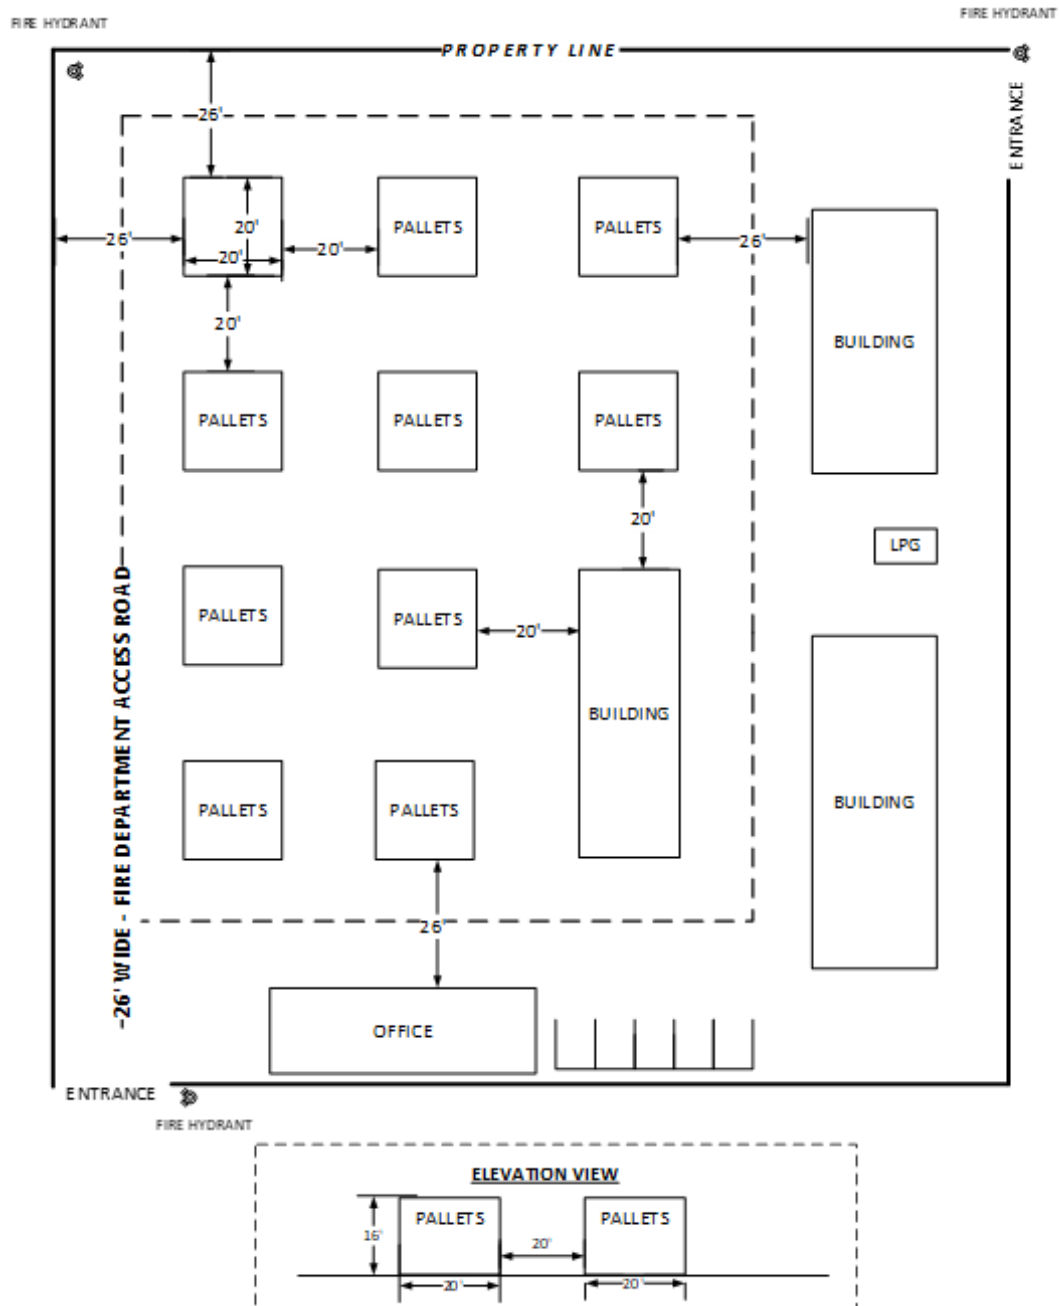 FIRE HYDRANT
FIRE HYDRANT
PROPERTY LINE
ENTRANCE
26'
26'
20'
20'
20'
PALLETS
PALLETS
26'
20'
BUILDING
PALLETS
PALLETS
PALLETS
20'
LPG
PALLETS
PALLETS
20'
BUILDING
BUILDING
26' WIDE - FIRE DEPARTMENT ACCESS ROAD
PALLETS
PALLETS
26'
OFFICE
ENTRANCE
FIRE HYDRANT
ELEVATION VIEW
PALLETS
PALLETS
16'
20'
20'
20'